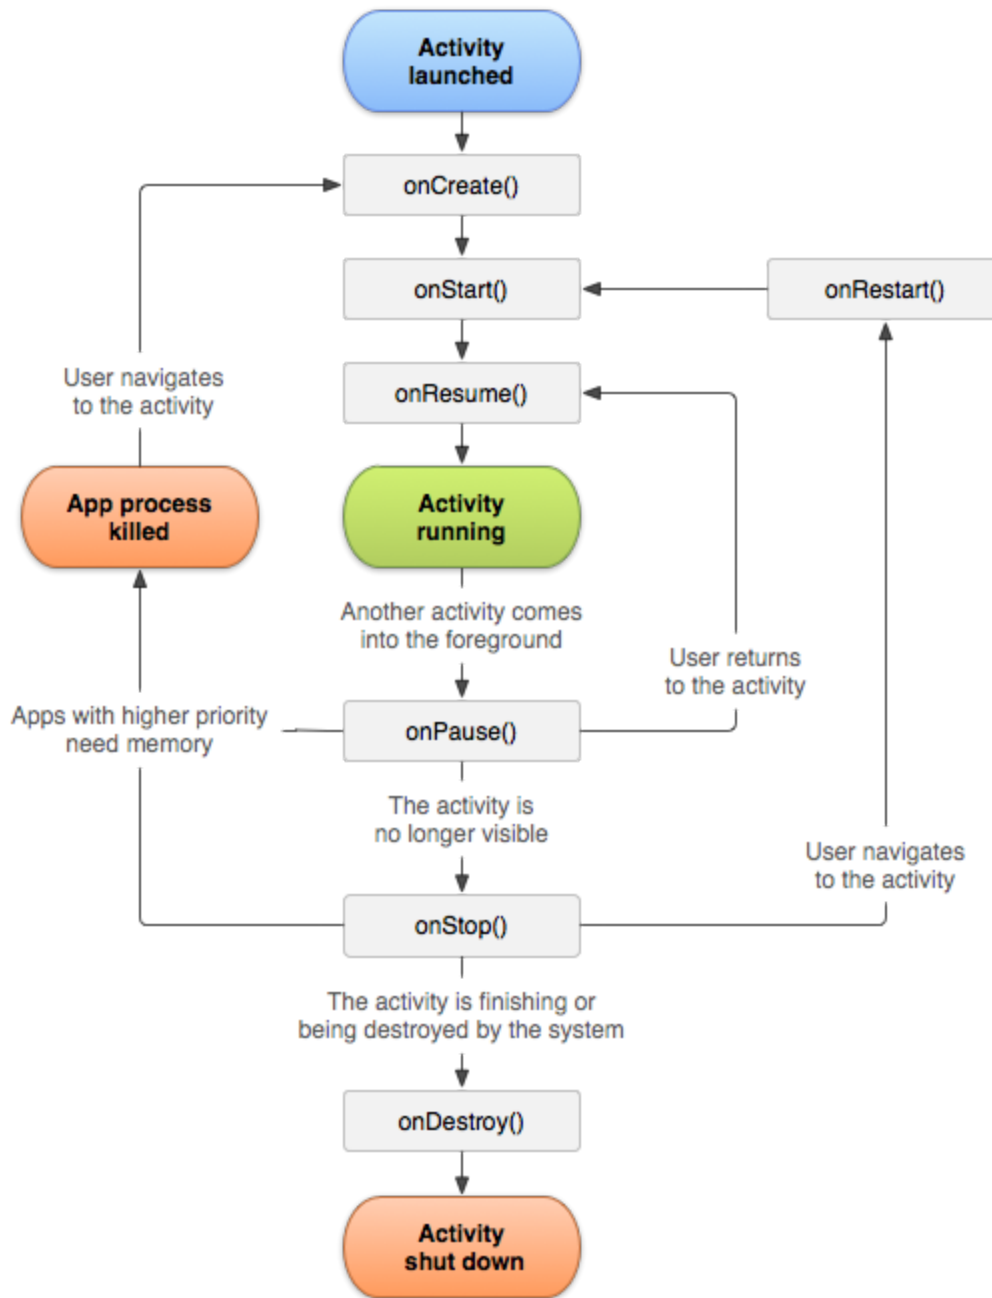 Activity
launched
onCreate()
onStart()
onRestart()
User navigates
to the activity
onResume()
App process
killed
Activity
running
Another activity comes
into the foreground
User returns
to the activity
Apps with higher priority
need memory
onPause()
The activity is
no longer visible
User navigates
to the activity
onStop()
The activity is finishing or
being destroyed by the system
onDestroy()
Activity
shut down